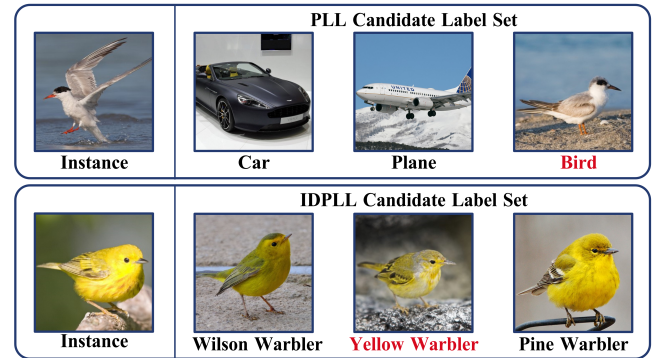 PLL Candidate Label Set
UNITED
Instance
Car
Plane
Bird
IDPLL Candidate Label Set
Instance
Wilson Warbler
Yellow Warbler
Pine Warbler